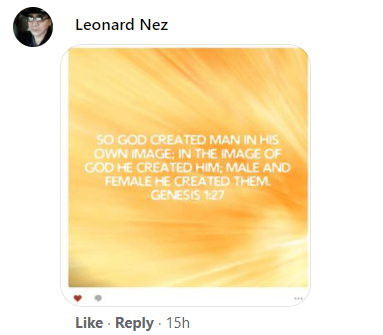 Leonard Nez
SO GOD CREATED MAN IN HIS
OWN IMAGE; IN THE IMAGE OF
GOD HE CREATED HIM; MALE AND
FEMALE HE CREATED THEM.
GENESIS 1:27
Like · Reply · 15h